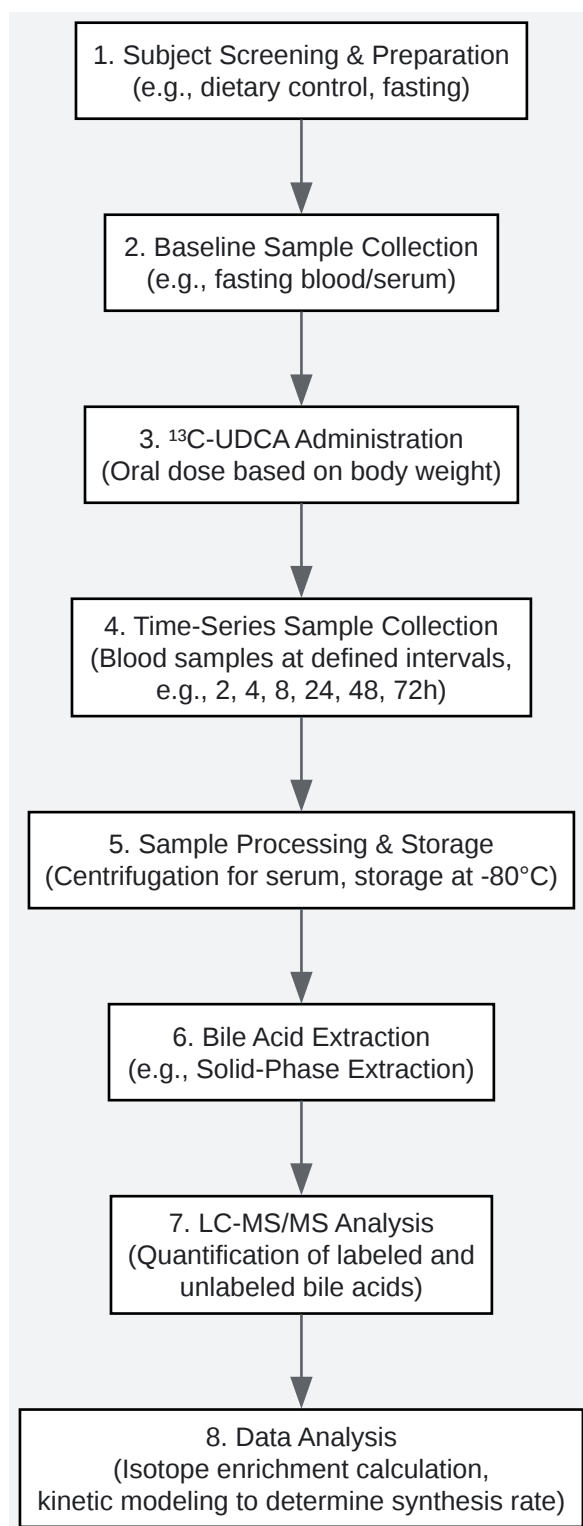 1. Subject Screening & Preparation
(e.g., dietary control, fasting)
2. Baseline Sample Collection
(e.g., fasting blood/serum)
3. ¹³C-UDCA Administration
(Oral dose based on body weight)
4. Time-Series Sample Collection
(Blood samples at defined intervals,
e.g., 2, 4, 8, 24, 48, 72h)
5. Sample Processing & Storage
(Centrifugation for serum, storage at -80°C)
6. Bile Acid Extraction
(e.g., Solid-Phase Extraction)
7. LC-MS/MS Analysis
(Quantification of labeled and
unlabeled bile acids)
8. Data Analysis
(Isotope enrichment calculation,
kinetic modeling to determine synthesis rate)